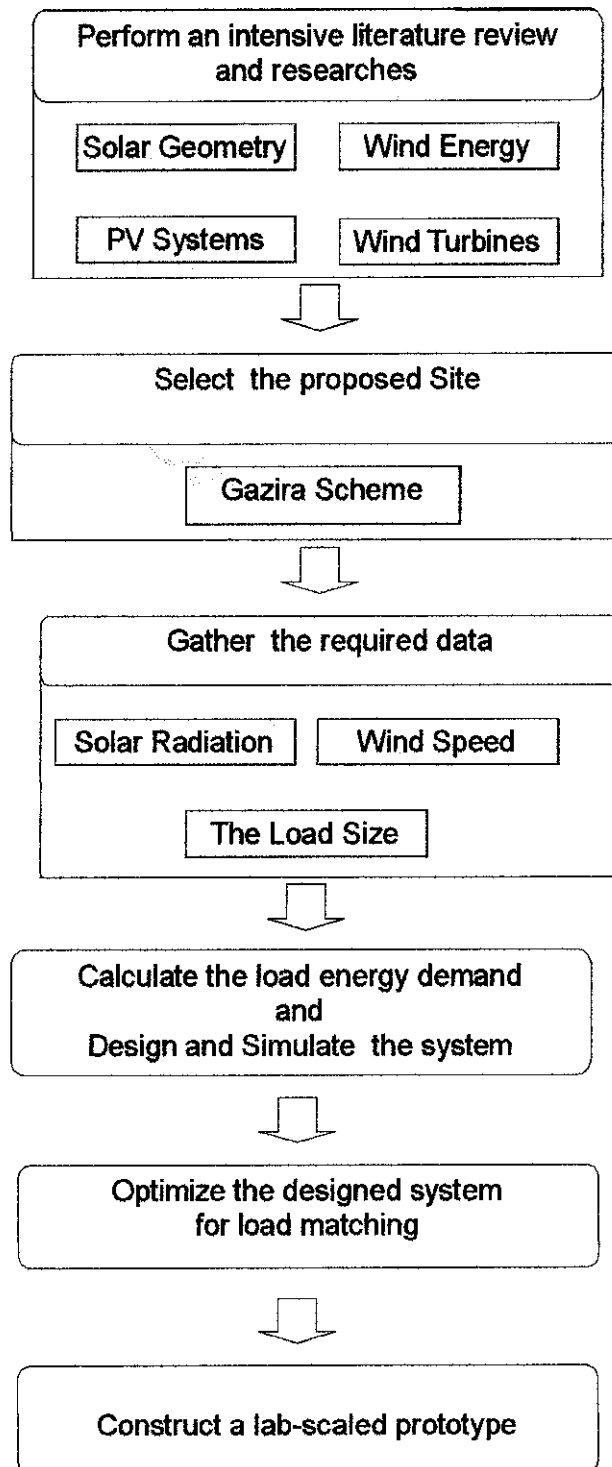 Perform an intensive literature review
and researches
Solar Geometry
Wind Energy
PV Systems
Wind Turbines
Select the proposed Site
Gazira Scheme
Gather the required data
Solar Radiation
Wind Speed
The Load Size
Calculate the load energy demand
and
Design and Simulate the system
Optimize the designed system
for load matching
Construct a lab-scaled prototype